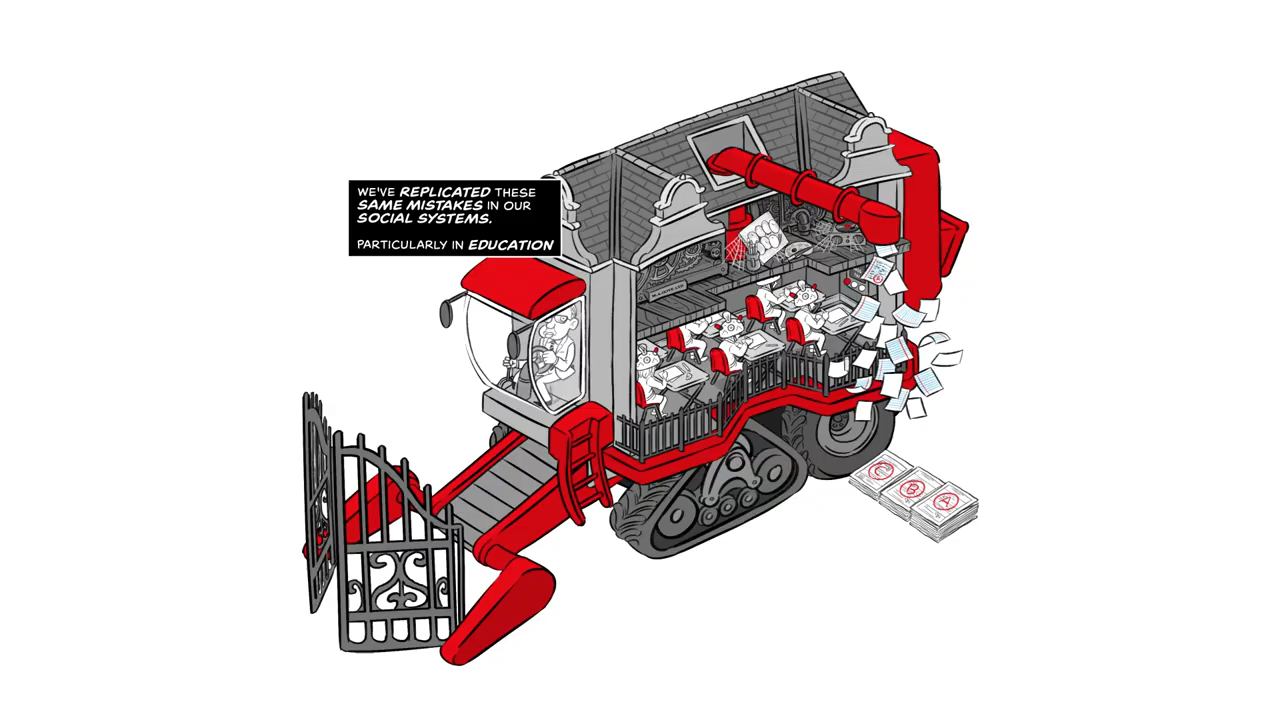 WE'VE REPLICATED THESE
SAME MISTAKES IN OUR
SOCIAL SYSTEMS.
PARTICULARLY IN EDUCATION
C
B
A